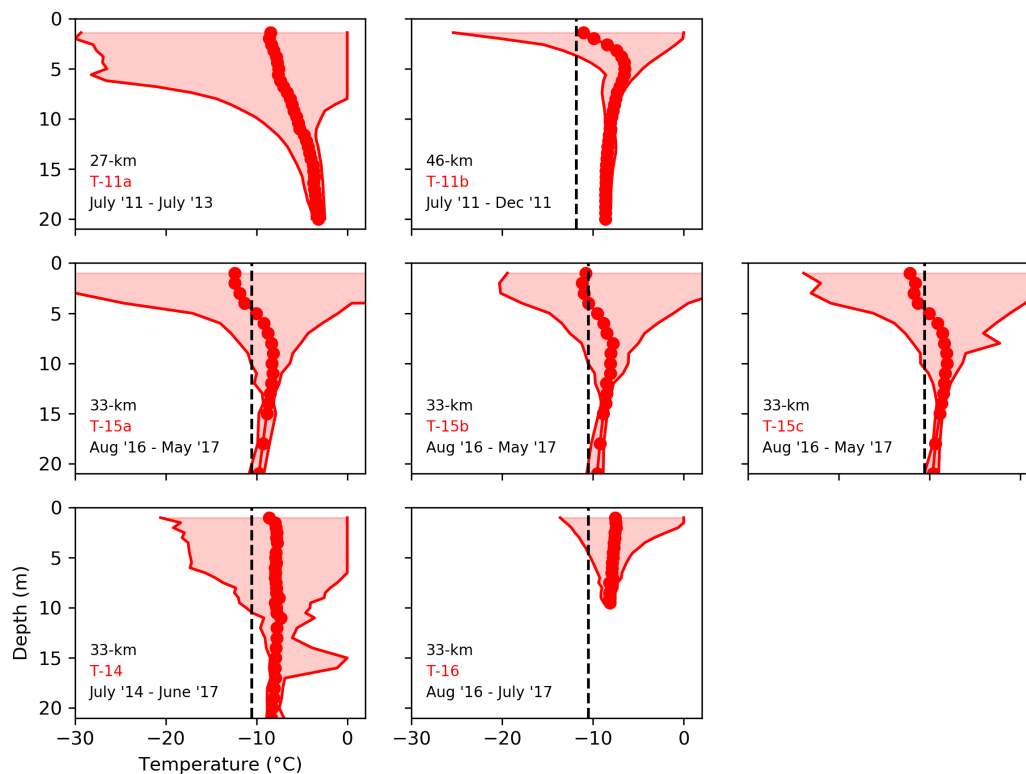 0
5
10
15
20
27-km
T-11a
July '11 - July '13
46-km
T-11b
July '11 - Dec '11
0
5
10
15
20
33-km
T-15a
Aug '16 - May '17
33-km
T-15b
Aug '16 - May '17
33-km
T-15c
Aug '16 - May '17
Depth (m)
0
5
10
15
20
33-km
T-14
July '14 - June '17
33-km
T-16
Aug '16 - July '17
−30 −20 −10 0
−30 −20 −10 0
Temperature (°C)